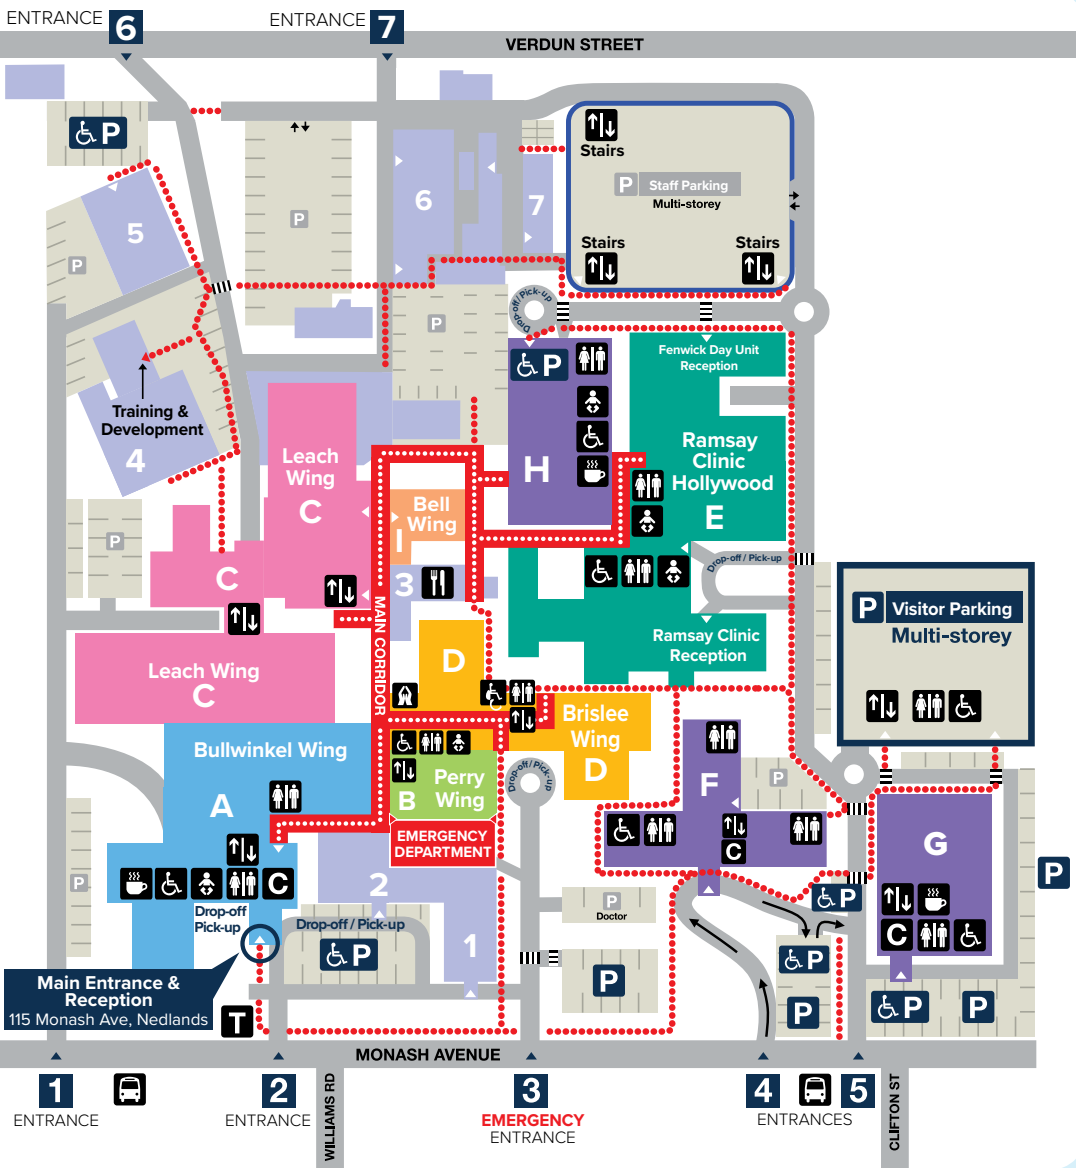 ENTRANCE 6
ENTRANCE 7
VERDUN STREET
P
Stairs
P Staff Parking
Multi-storey
Stairs
Stairs
5
P
P
6
7
Drop-off / Pick-up
P
P
Fenwick Day Unit
Reception
Training &
Development
4
Leach
Wing
C
H
Ramsay
Clinic
Hollywood
E
Bell
Wing
I
P
C
3
MAIN CORRIDOR
Drop-off / Pick-up
P Visitor Parking
Multi-storey
Ramsay Clinic
Reception
D
Leach Wing
C
Brislee
Wing
D
Bullwinkel Wing
A
Perry
Wing
B
Drop-off / Pick-up
F
P
EMERGENCY
DEPARTMENT
C
G
P
C
2
P
P
Drop-off
Pick-up
Drop-off / Pick-up
P
Doctor
P
C
1
P
P
P
Main Entrance &
Reception
115 Monash Ave, Nedlands
T
P
P
P
P
MONASH AVENUE
1
ENTRANCE
2
ENTRANCE
WILLIAMS RD
3
EMERGENCY
ENTRANCE
4
5
ENTRANCES
CLIFTON ST